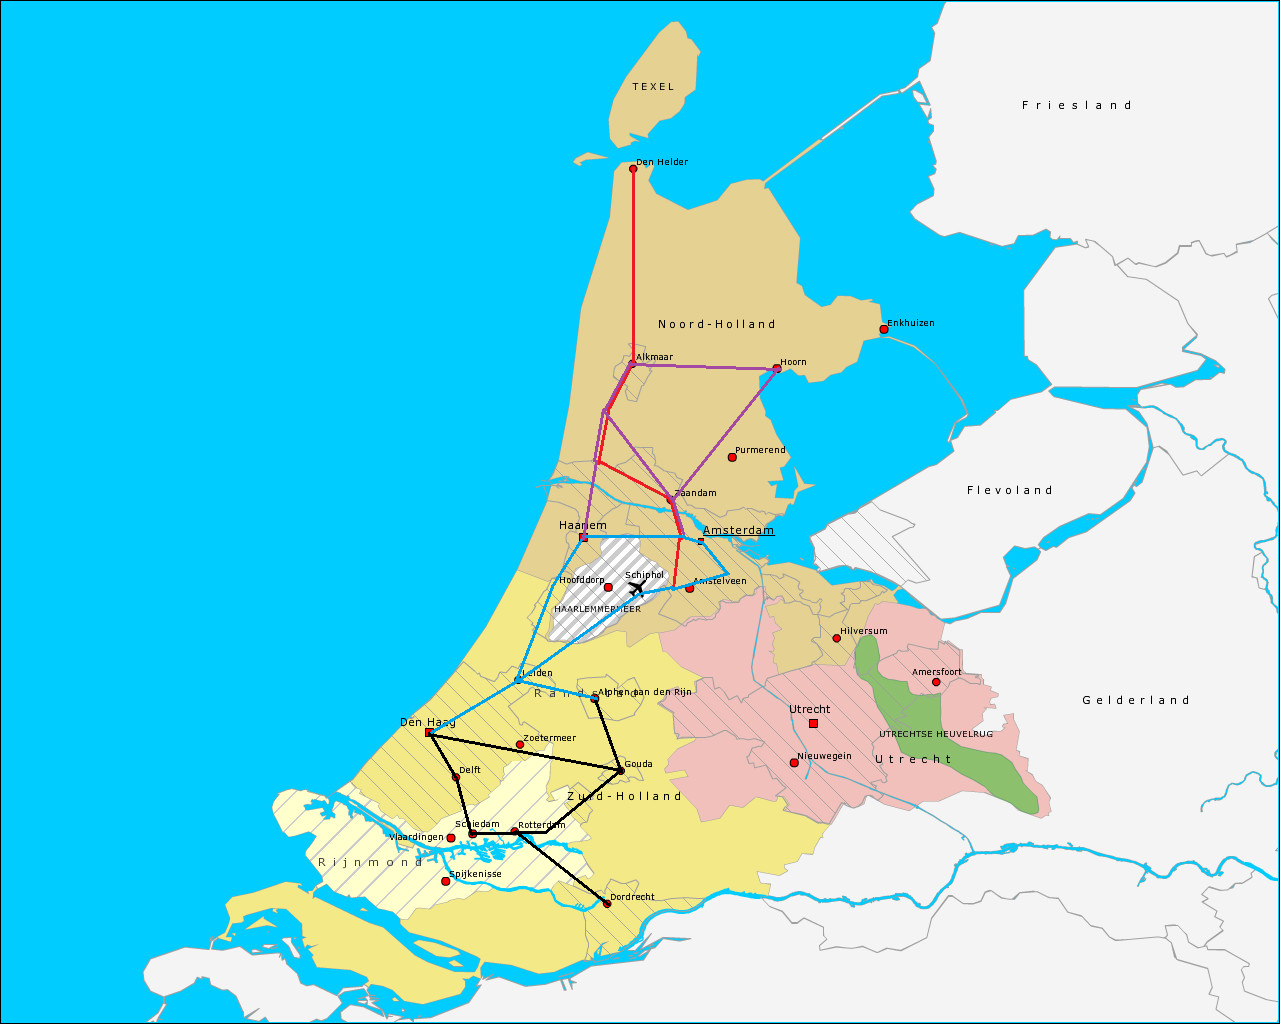 TEXEL
Friesland
Den Helder
Noord-Holland
Enkhuizen
Alkmaar
Hoorn
Purmerend
Flevoland
Zaandam
Haarlem
Amsterdam
Schiphol
Hoofddorp
Amstelveen
HAARLEMMERMEER
Hilversum
Leiden
Amersfoort
Randstad
Alphen aan den Rijn
Gelderland
Utrecht
Den Haag
UTRECHTSE HEUVELRUG
Zoetermeer
Nieuwegein
Utrecht
Gouda
Delft
Zuid-Holland
Schiedam
Rotterdam
Vlaardingen
Rijnmond
Spijkenisse
Dordrecht